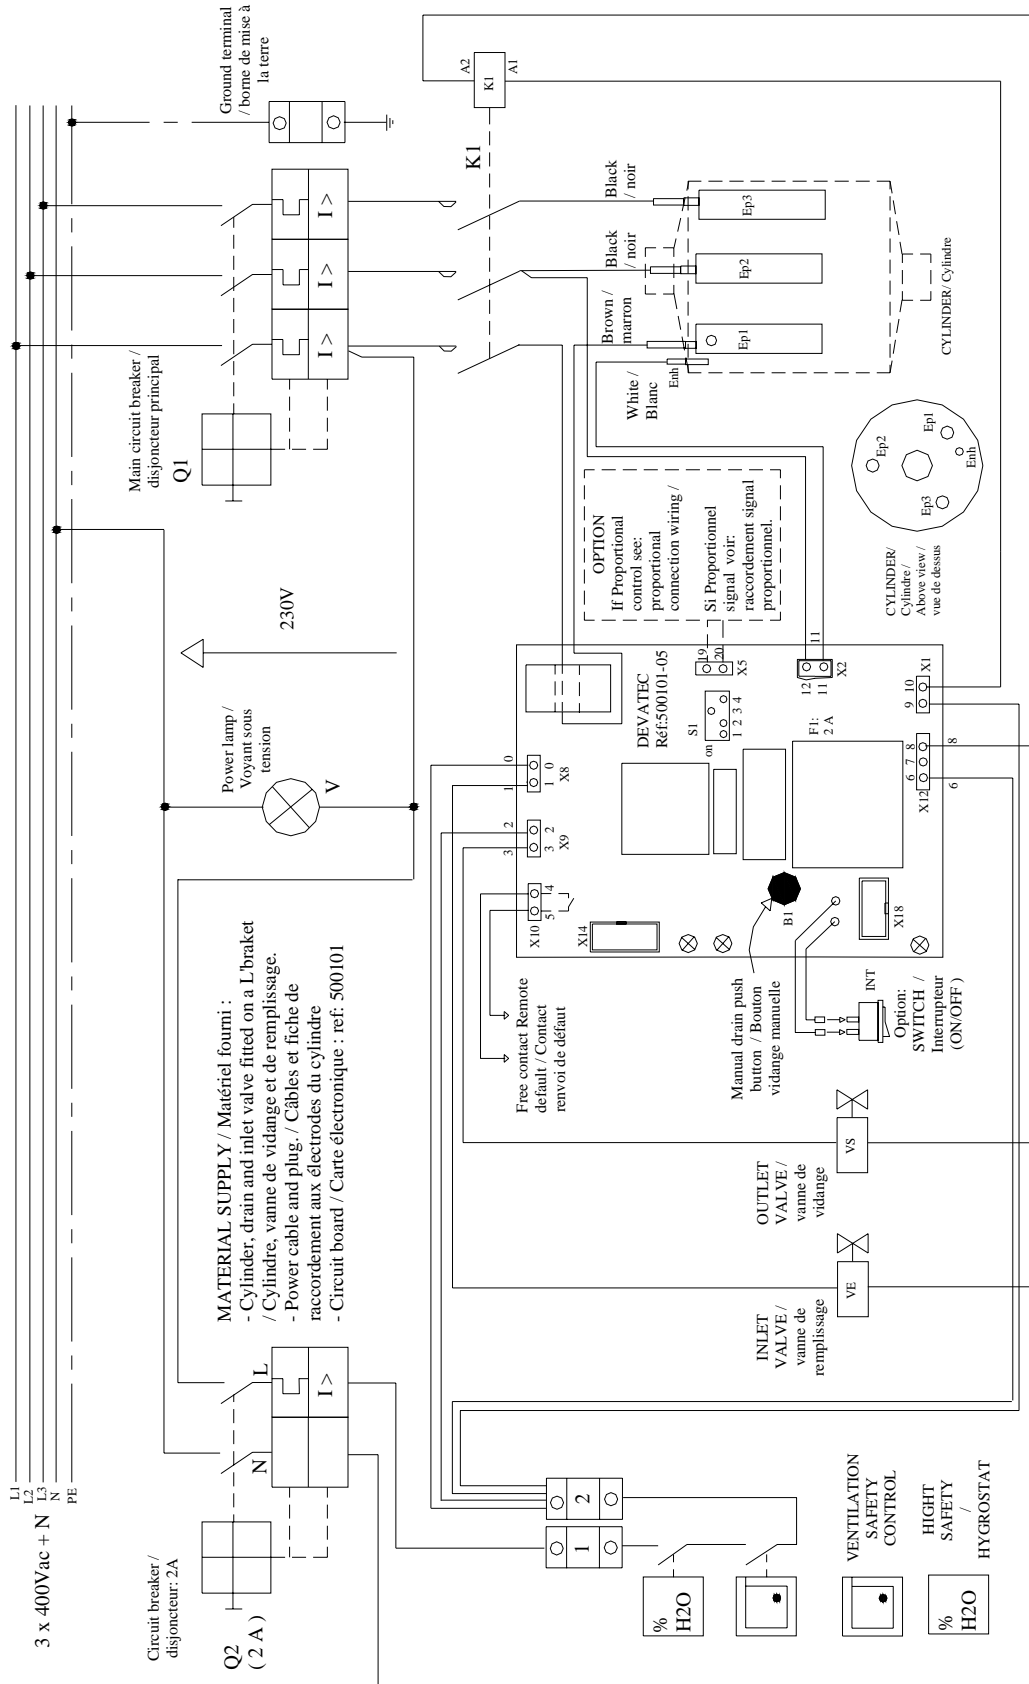 L1
L2
L3
N
PE
3 x 400Vac + N
Circuit breaker /
disjoncteur: 2A
Q2
( 2 A )
N
L
I >
Main circuit breaker /
disjoncteur principal
Q1
I >
I >
I >
Ground terminal
/ borne de mise à
la terre
Power lamp /
Voyant sous
tension
V
230V
MATERIAL SUPPLY / Matériel fourni :
- Cylinder, drain and inlet valve fitted on a L'braket
/ Cylindre, vanne de vidange et de remplissage.
- Power cable and plug. / Câbles et fiche de
raccordement aux électrodes du cylindre
- Circuit board / Carte électronique : ref: 500101
K1
A2
K1
A1
Black
/ noir
Black
/ noir
Brown /
marron
White /
Blanc
Enh
Ep1
Ep2
Ep3
CYLINDER/ Cylindre
Ep2
Ep1
Enh
Ep3
CYLINDER/
Cylindre /
Above view /
vue de dessus
OPTION
If Proportional
control see:
proportional
connection wiring /
Si Proportionnel
signal voir:
raccordement signal
proportionnel.
DEVATEC
Réf:500101-05
19
20
X5
S1
on
1 2 3 4
12
11
X2
11
F1:
2 A
9 10
X1
6 7 8
X12
6
8
1
0
1 0
X8
3
2
3 2
X9
5 4
X10
X14
X18
B1
Free contact Remote
default / Contact
renvoi de défaut
Manual drain push
button / Bouton
vidange manuelle
INT
Option:
SWITCH /
Interrupteur
(ON/OFF )
VS
OUTLET
VALVE /
vanne de
vidange
VE
INLET
VALVE /
vanne de
remplissage
1
2
%
H2O
VENTILATION
SAFETY
CONTROL
%
H2O
HIGHT
SAFETY
/
HYGROSTAT